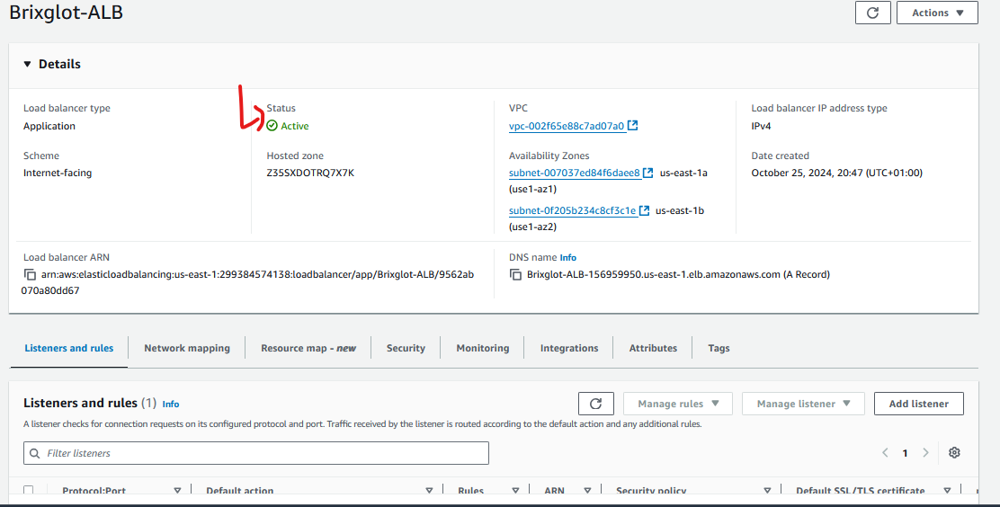 Brixglot-ALB
Actions
Details
Load balancer type
Application
Status
Active
VPC
vpc-002f65e88c7ad07a0
Load balancer IP address type
IPv4
Scheme
Internet-facing
Hosted zone
Z35SXDOTRQ7X7K
Availability Zones
subnet-007037ed84f6daee8 us-east-1a
(use1-az1)
subnet-0f205b234c8cf3c1e us-east-1b
(use1-az2)
Date created
October 25, 2024, 20:47 (UTC+01:00)
Load balancer ARN
arn:aws:elasticloadbalancing:us-east-1:299384574138:loadbalancer/app/Brixglot-ALB/9562ab
070a80dd67
DNS name Info
Brixglot-ALB-156959950.us-east-1.elb.amazonaws.com (A Record)
Listeners and rules Network mapping Resource map - new Security Monitoring Integrations Attributes Tags
Listeners and rules (1) Info
Manage rules Manage listener Add listener
A listener checks for connection requests on its configured protocol and port. Traffic received by the listener is routed according to the default action and any additional rules.
Filter listeners
1
Protocol:Port Default action Rules ARN Security policy Default SSL/TLS certificate